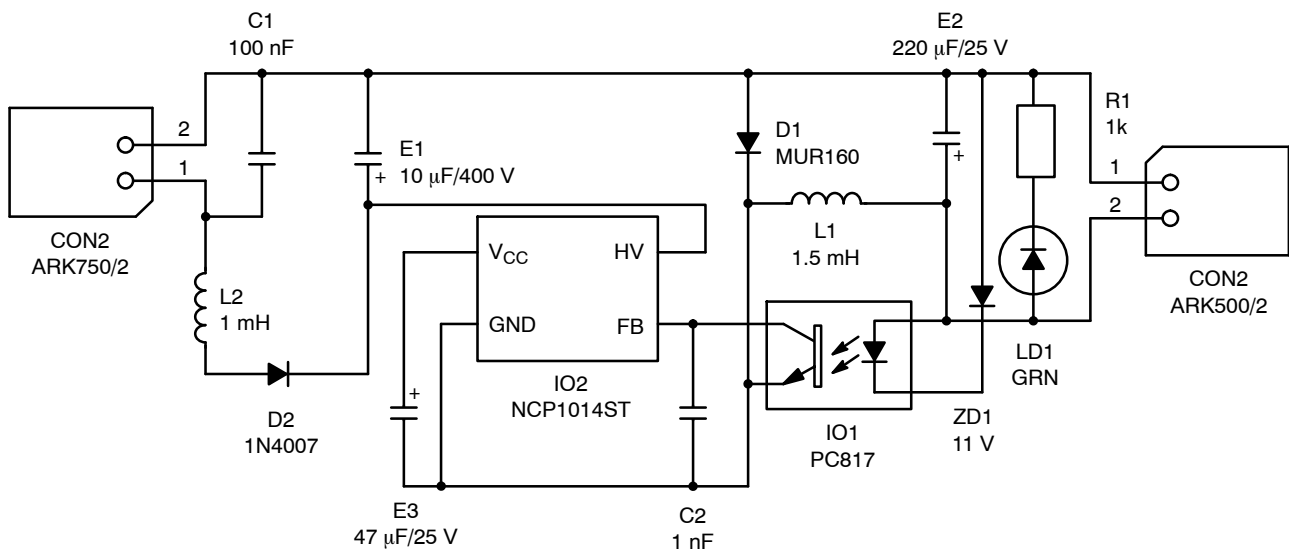 C1
100 nF
E2
220 μF/25 V
2
1
CON2
ARK750/2
E1
+
10 μF/400 V
D1
MUR160
+
R1
1k
1
2
CON2
ARK500/2
L1
1.5 mH
VCC
HV
GND
FB
IO2
NCP1014ST
L2
1 mH
D2
1N4007
+
E3
47 μF/25 V
C2
1 nF
IO1
PC817
ZD1
11 V
LD1
GRN